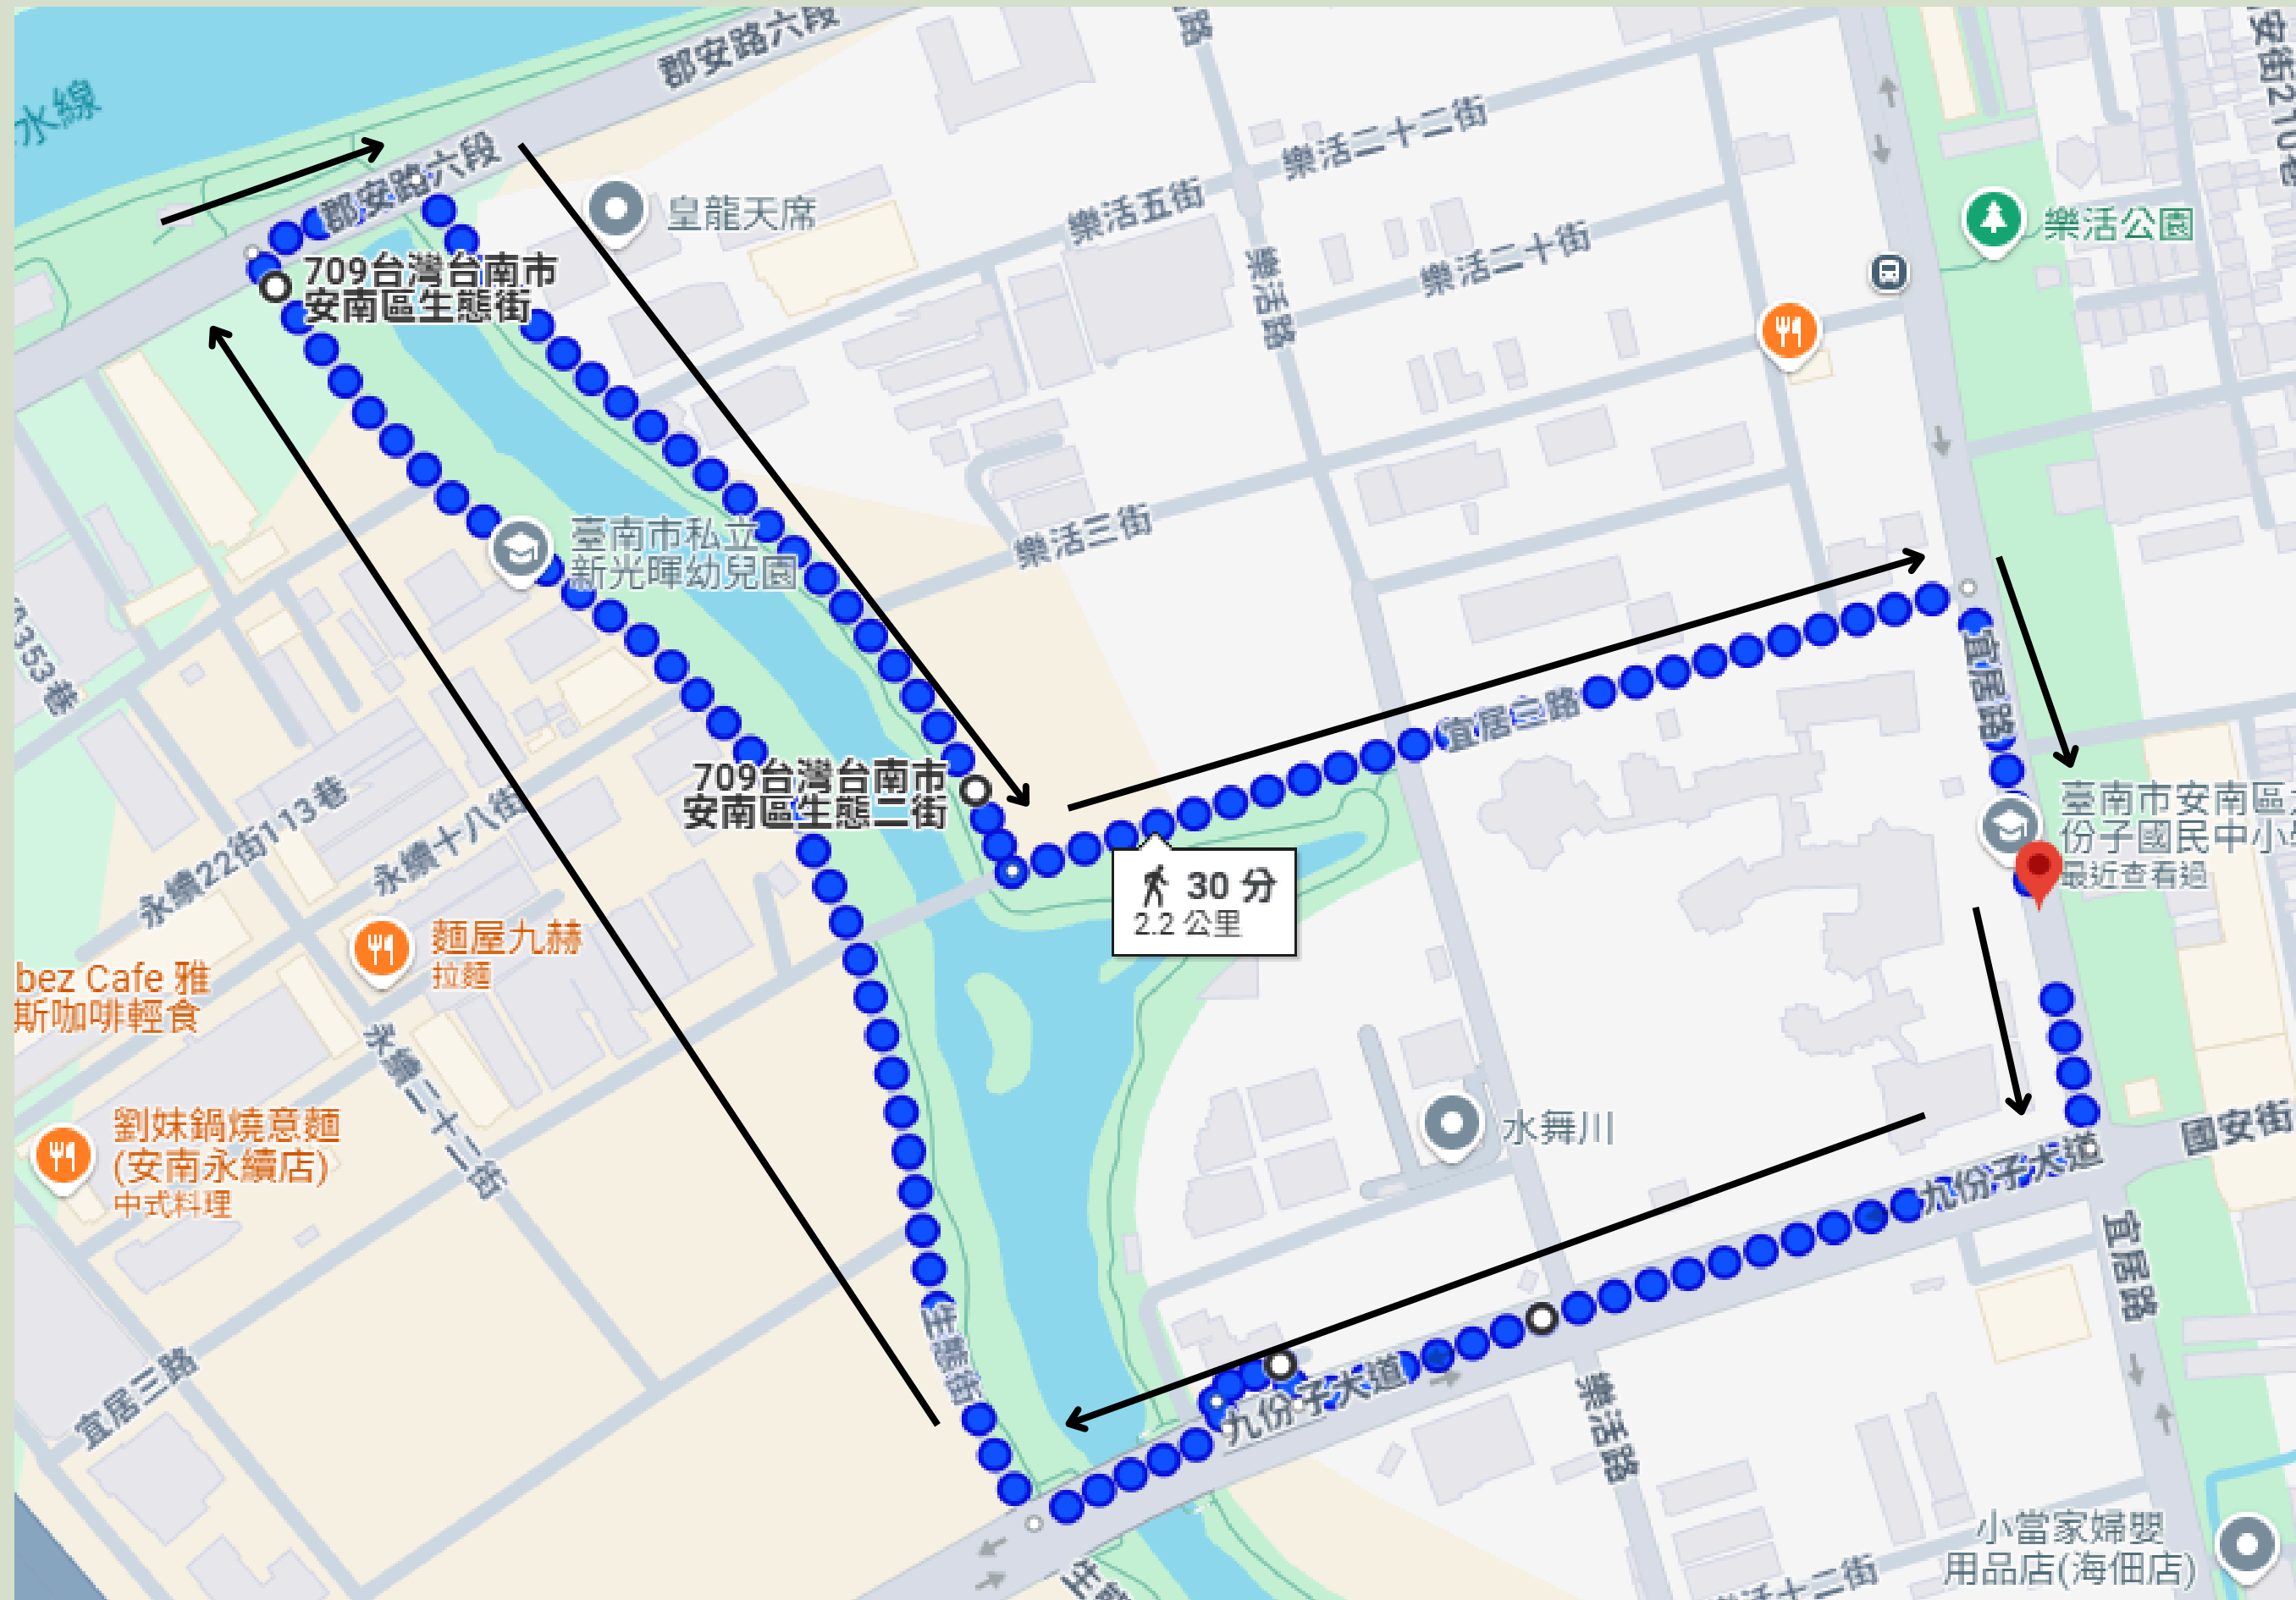 郡安路六段
水線
郡安路六段
皇龍天席
樂活二十二街
樂活五街
樂活二十街
樂活路
樂活公園
709台灣台南市
安南區生態街
臺南市私立
新光暉幼兒園
樂活三街
宜居路
宜居二路
709台灣台南市
安南區生態二街
臺南市安南區
份子國民中小
最近查看過
30 分
2.2 公里
永續22街113巷
永續十八街
麵屋九赫
拉麵
bez Cafe 雅
斯咖啡輕食
永續二十二街
劉妹鍋燒意麵
(安南永續店)
中式料理
水舞川
國安街
九份子大道
宜居路
生態街
宜居三路
九份子大道
樂活路
小當家婦嬰
用品店(海佃店)